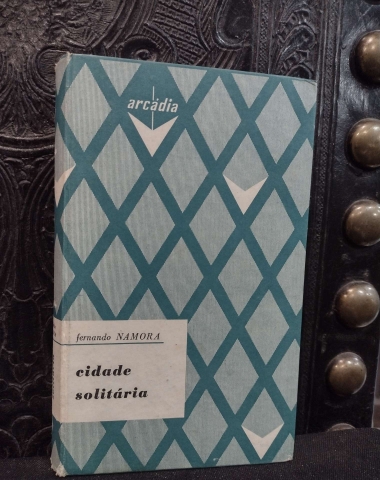 arcádia
fernando NAMORA
cidade
solitária